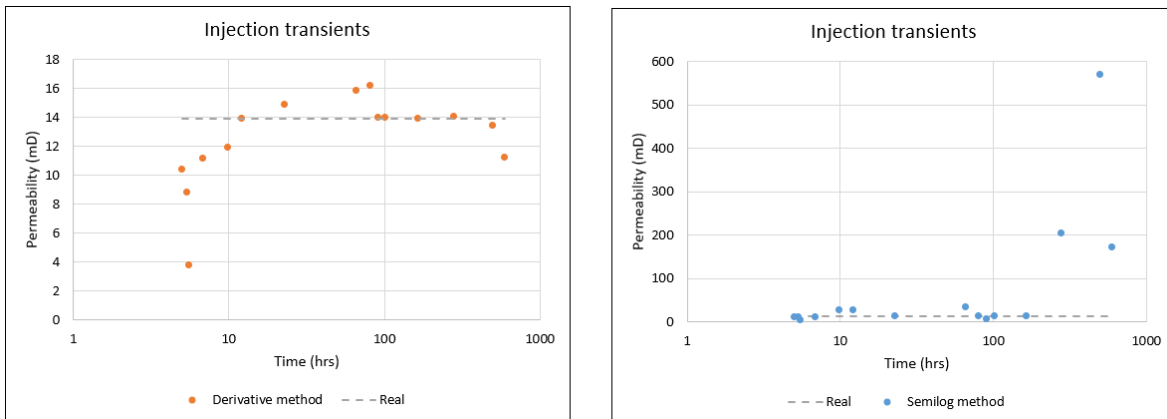 Injection transients
18
16
14
12
10
8
6
4
2
0
Permeability (mD)
1 10 100 1000
Time (hrs)
Derivative method Real
Injection transients
600
500
400
300
200
100
0
Permeability (mD)
1 10 100 1000
Time (hrs)
Real Semilog method